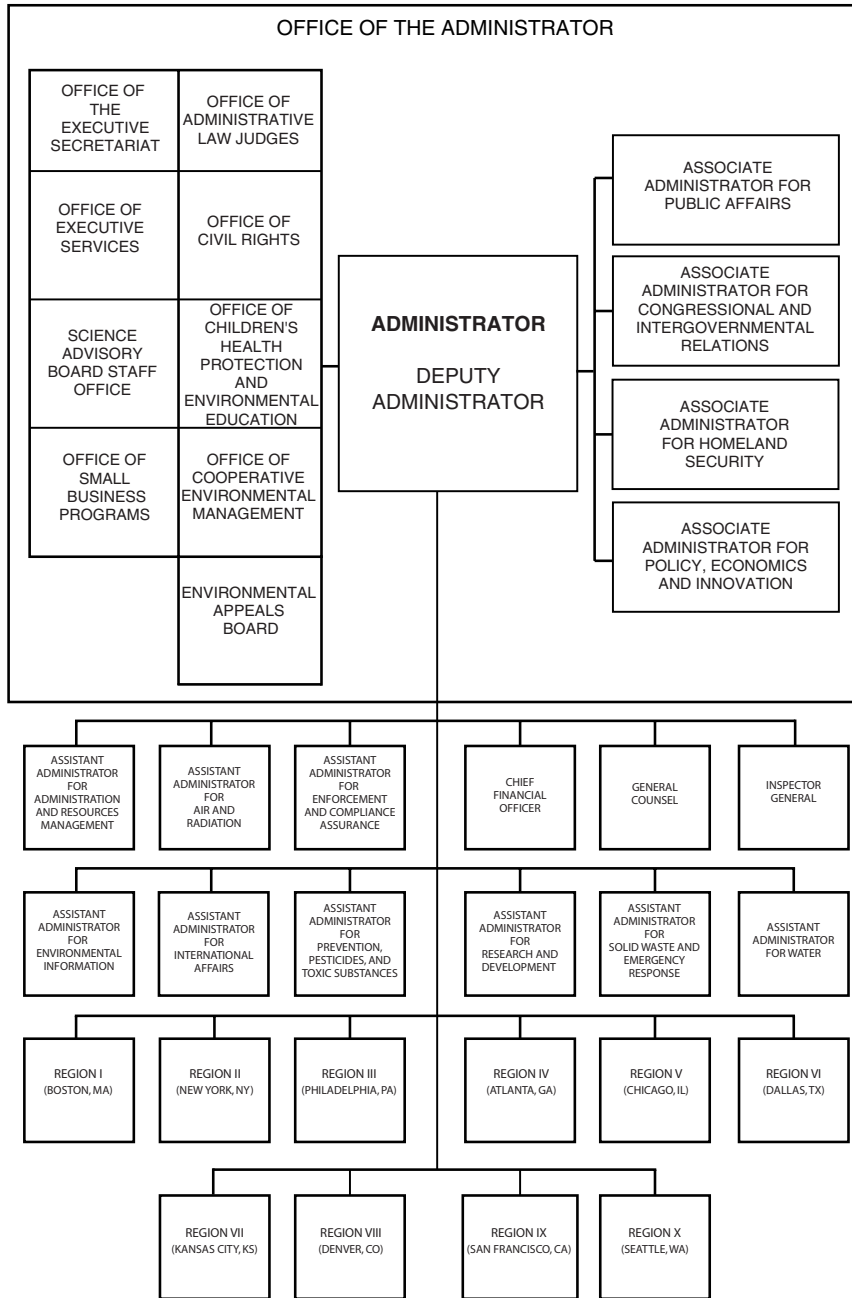 OFFICE OF THE ADMINISTRATOR
OFFICE OF
THE
EXECUTIVE
SECRETARIAT
OFFICE OF
ADMINISTRATIVE
LAW JUDGES
OFFICE OF
EXECUTIVE
SERVICES
OFFICE OF
CIVIL RIGHTS
SCIENCE
ADVISORY
BOARD STAFF
OFFICE
OFFICE OF
CHILDREN'S
HEALTH
PROTECTION
AND
ENVIRONMENTAL
EDUCATION
OFFICE OF
SMALL
BUSINESS
PROGRAMS
OFFICE OF
COOPERATIVE
ENVIRONMENTAL
MANAGEMENT
ENVIRONMENTAL
APPEALS
BOARD
ADMINISTRATOR
DEPUTY
ADMINISTRATOR
ASSOCIATE
ADMINISTRATOR FOR
PUBLIC AFFAIRS
ASSOCIATE
ADMINISTRATOR FOR
CONGRESSIONAL AND
INTERGOVERNMENTAL
RELATIONS
ASSOCIATE
ADMINISTRATOR
FOR HOMELAND
SECURITY
ASSOCIATE
ADMINISTRATOR FOR
POLICY, ECONOMICS
AND INNOVATION
ASSISTANT
ADMINISTRATOR
FOR
ADMINISTRATION
AND RESOURCES
MANAGEMENT
ASSISTANT
ADMINISTRATOR
FOR
AIR AND
RADIATION
ASSISTANT
ADMINISTRATOR
FOR
ENFORCEMENT
AND COMPLIANCE
ASSURANCE
CHIEF
FINANCIAL
OFFICER
GENERAL
COUNSEL
INSPECTOR
GENERAL
ASSISTANT
ADMINISTRATOR
FOR
ENVIRONMENTAL
INFORMATION
ASSISTANT
ADMINISTRATOR
FOR
INTERNATIONAL
AFFAIRS
ASSISTANT
ADMINISTRATOR
FOR
PREVENTION,
PESTICIDES, AND
TOXIC SUBSTANCES
ASSISTANT
ADMINISTRATOR
FOR
RESEARCH AND
DEVELOPMENT
ASSISTANT
ADMINISTRATOR
FOR
SOLID WASTE AND
EMERGENCY
RESPONSE
ASSISTANT
ADMINISTRATOR
FOR WATER
REGION I
(BOSTON, MA)
REGION II
(NEW YORK, NY)
REGION III
(PHILADELPHIA, PA)
REGION IV
(ATLANTA, GA)
REGION V
(CHICAGO, IL)
REGION VI
(DALLAS, TX)
REGION VII
(KANSAS CITY, KS)
REGION VIII
(DENVER, CO)
REGION IX
(SAN FRANCISCO, CA)
REGION X
(SEATTLE, WA)